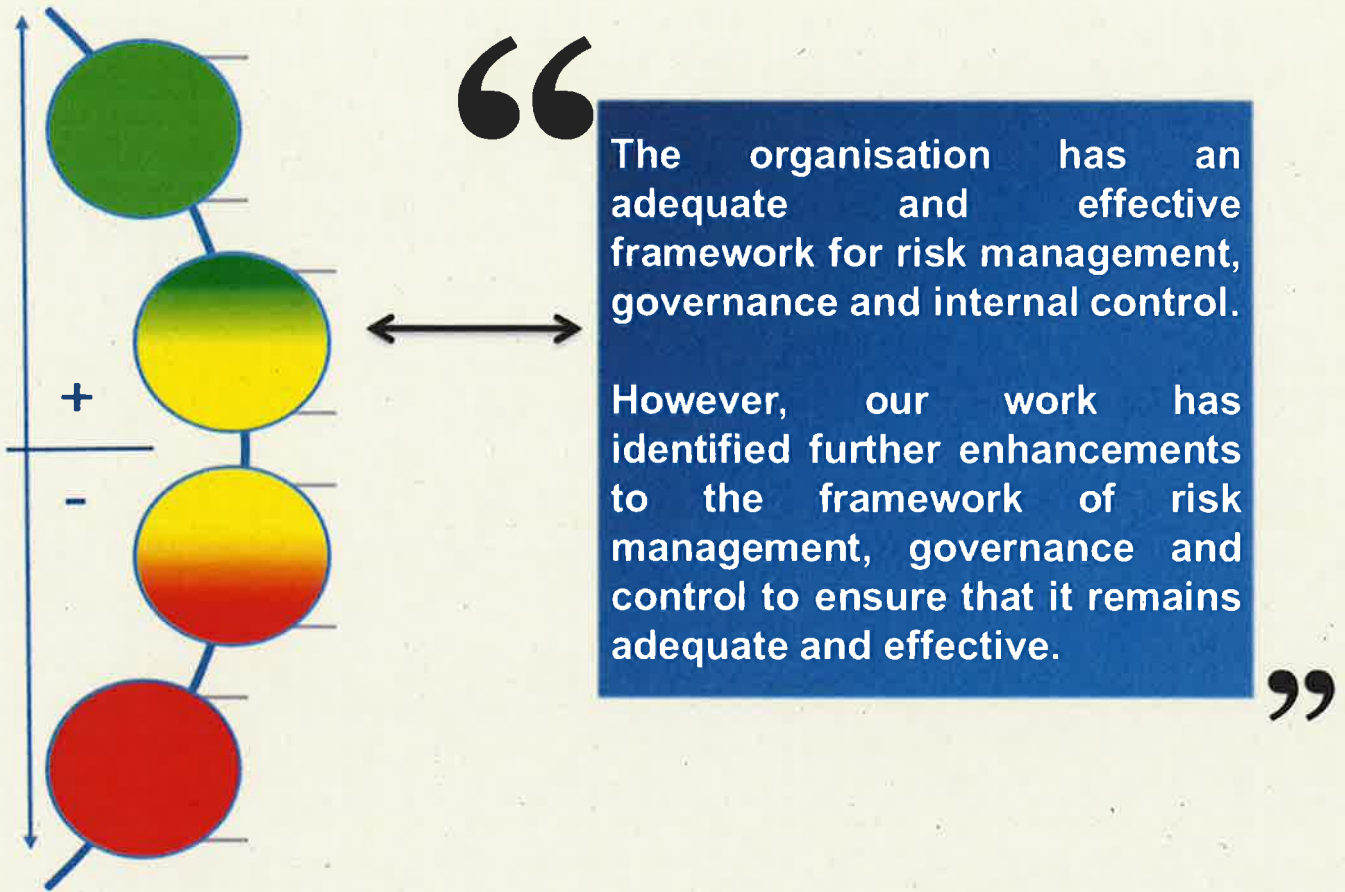 “
The organisation has an
adequate and effective
framework for risk management,
governance and internal control.
However, our work has
identified further enhancements
to the framework of risk
management, governance and
control to ensure that it remains
adequate and effective.
”
+
-